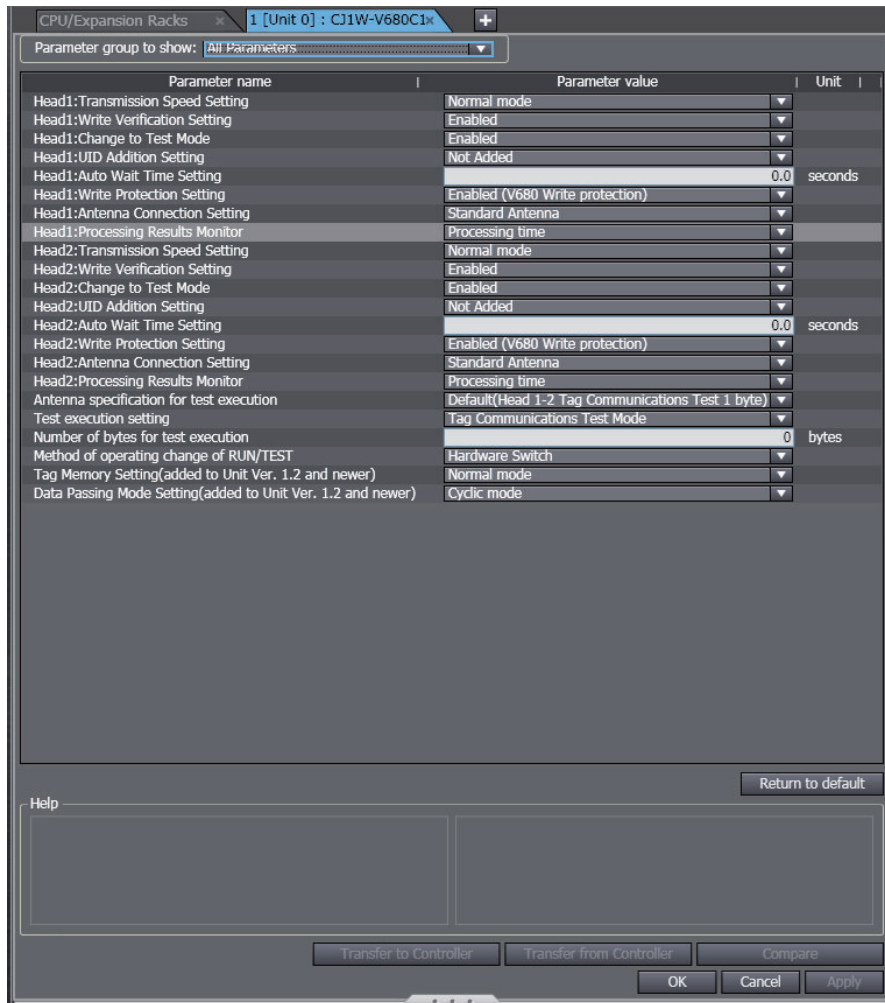 CPU/Expansion Racks × 1 [Unit 0] : CJ1W-V680C1× +
Parameter group to show: All Parameters
Parameter name Parameter value Unit
Head1:Transmission Speed Setting Normal mode
Head1:Write Verification Setting Enabled
Head1:Change to Test Mode Enabled
Head1:UID Addition Setting Not Added
Head1:Auto Wait Time Setting 0.0 seconds
Head1:Write Protection Setting Enabled (V680 Write protection)
Head1:Antenna Connection Setting Standard Antenna
Head1:Processing Results Monitor Processing time
Head2:Transmission Speed Setting Normal mode
Head2:Write Verification Setting Enabled
Head2:Change to Test Mode Enabled
Head2:UID Addition Setting Not Added
Head2:Auto Wait Time Setting 0.0 seconds
Head2:Write Protection Setting Enabled (V680 Write protection)
Head2:Antenna Connection Setting Standard Antenna
Head2:Processing Results Monitor Processing time
Antenna specification for test execution Default(Head 1-2 Tag Communications Test 1 byte)
Test execution setting Tag Communications Test Mode
Number of bytes for test execution 0 bytes
Method of operating change of RUN/TEST Hardware Switch
Tag Memory Setting(added to Unit Ver. 1.2 and newer) Normal mode
Data Passing Mode Setting(added to Unit Ver. 1.2 and newer) Cyclic mode
Return to default
Help
Transfer to Controller Transfer from Controller Compare
OK Cancel Apply